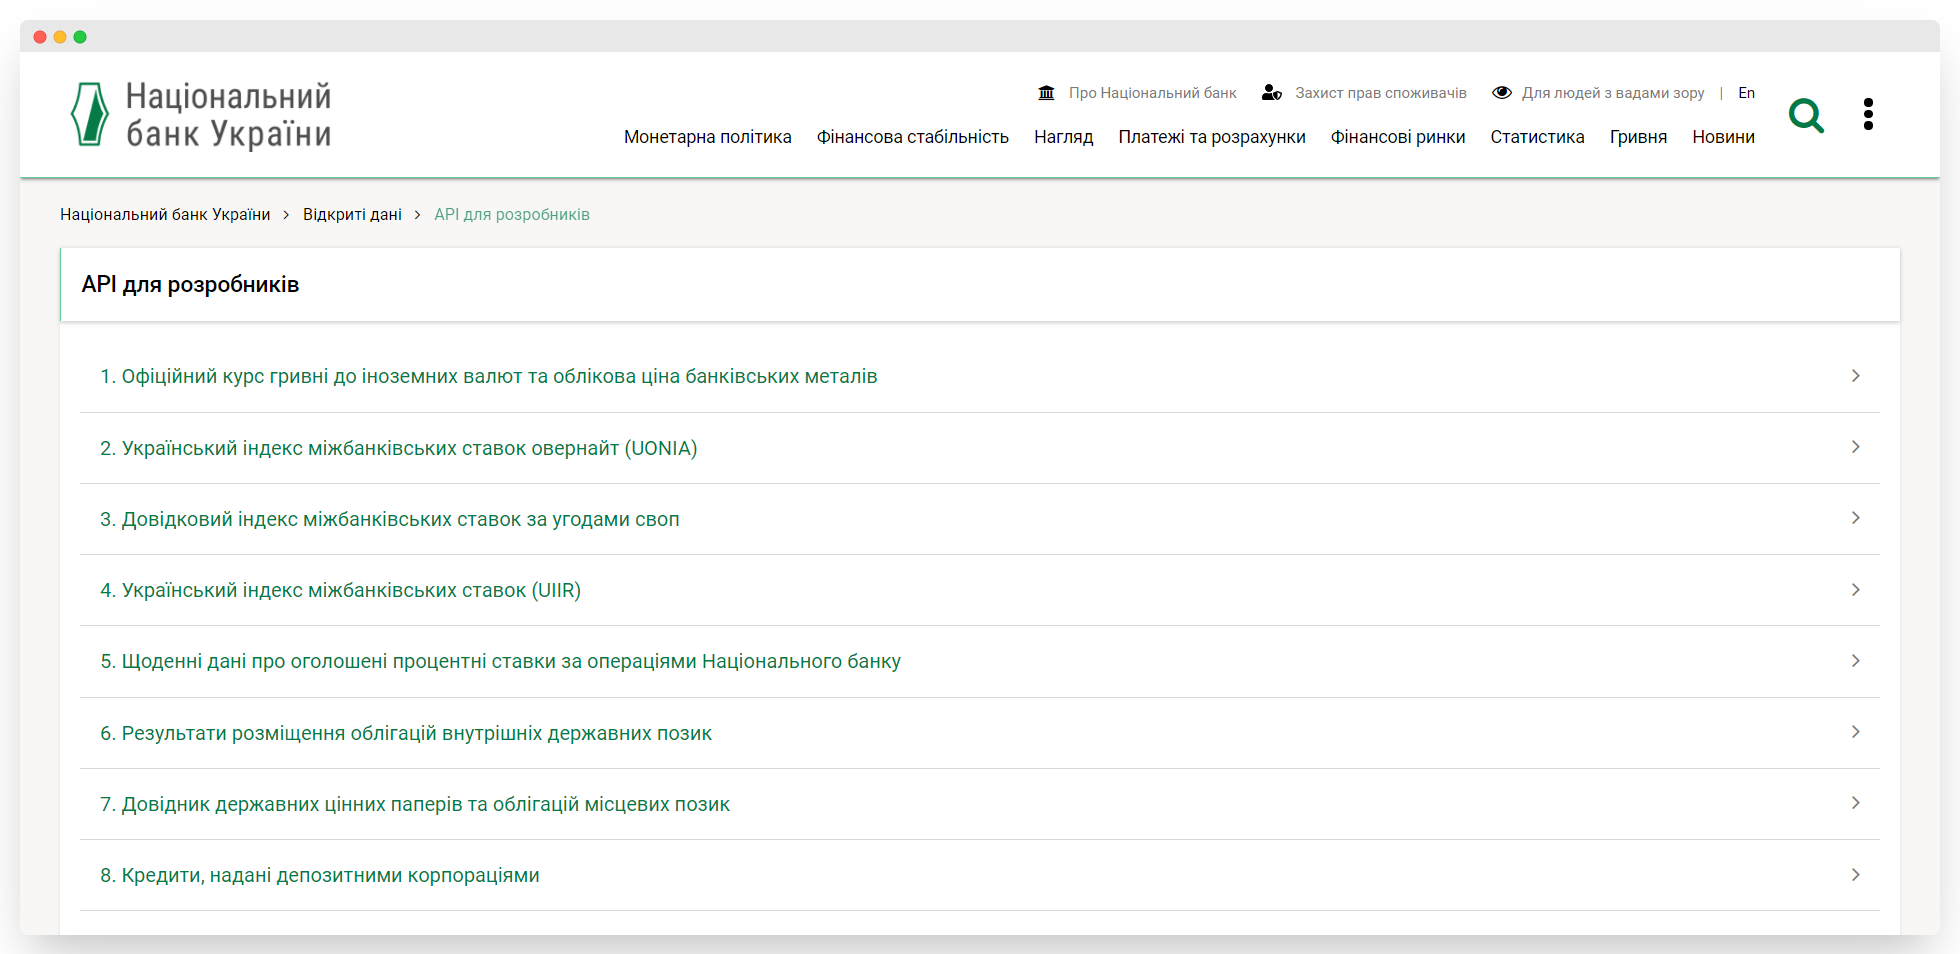 Національний
банк України
Про Національний банк Захист прав споживачів Для людей з вадами зору | En
Монетарна політика Фінансова стабільність Нагляд Платежі та розрахунки Фінансові ринки Статистика Гривня Новини
Національний банк України > Відкриті дані > API для розробників
API для розробників
1. Офіційний курс гривні до іноземних валют та облікова ціна банківських металів
2. Український індекс міжбанківських ставок овернайт (UONIA)
3. Довідковий індекс міжбанківських ставок за угодами своп
4. Український індекс міжбанківських ставок (UIIR)
5. Щоденні дані про оголошені процентні ставки за операціями Національного банку
6. Результати розміщення облігацій внутрішніх державних позик
7. Довідник державних цінних паперів та облігацій місцевих позик
8. Кредити, надані депозитними корпораціями